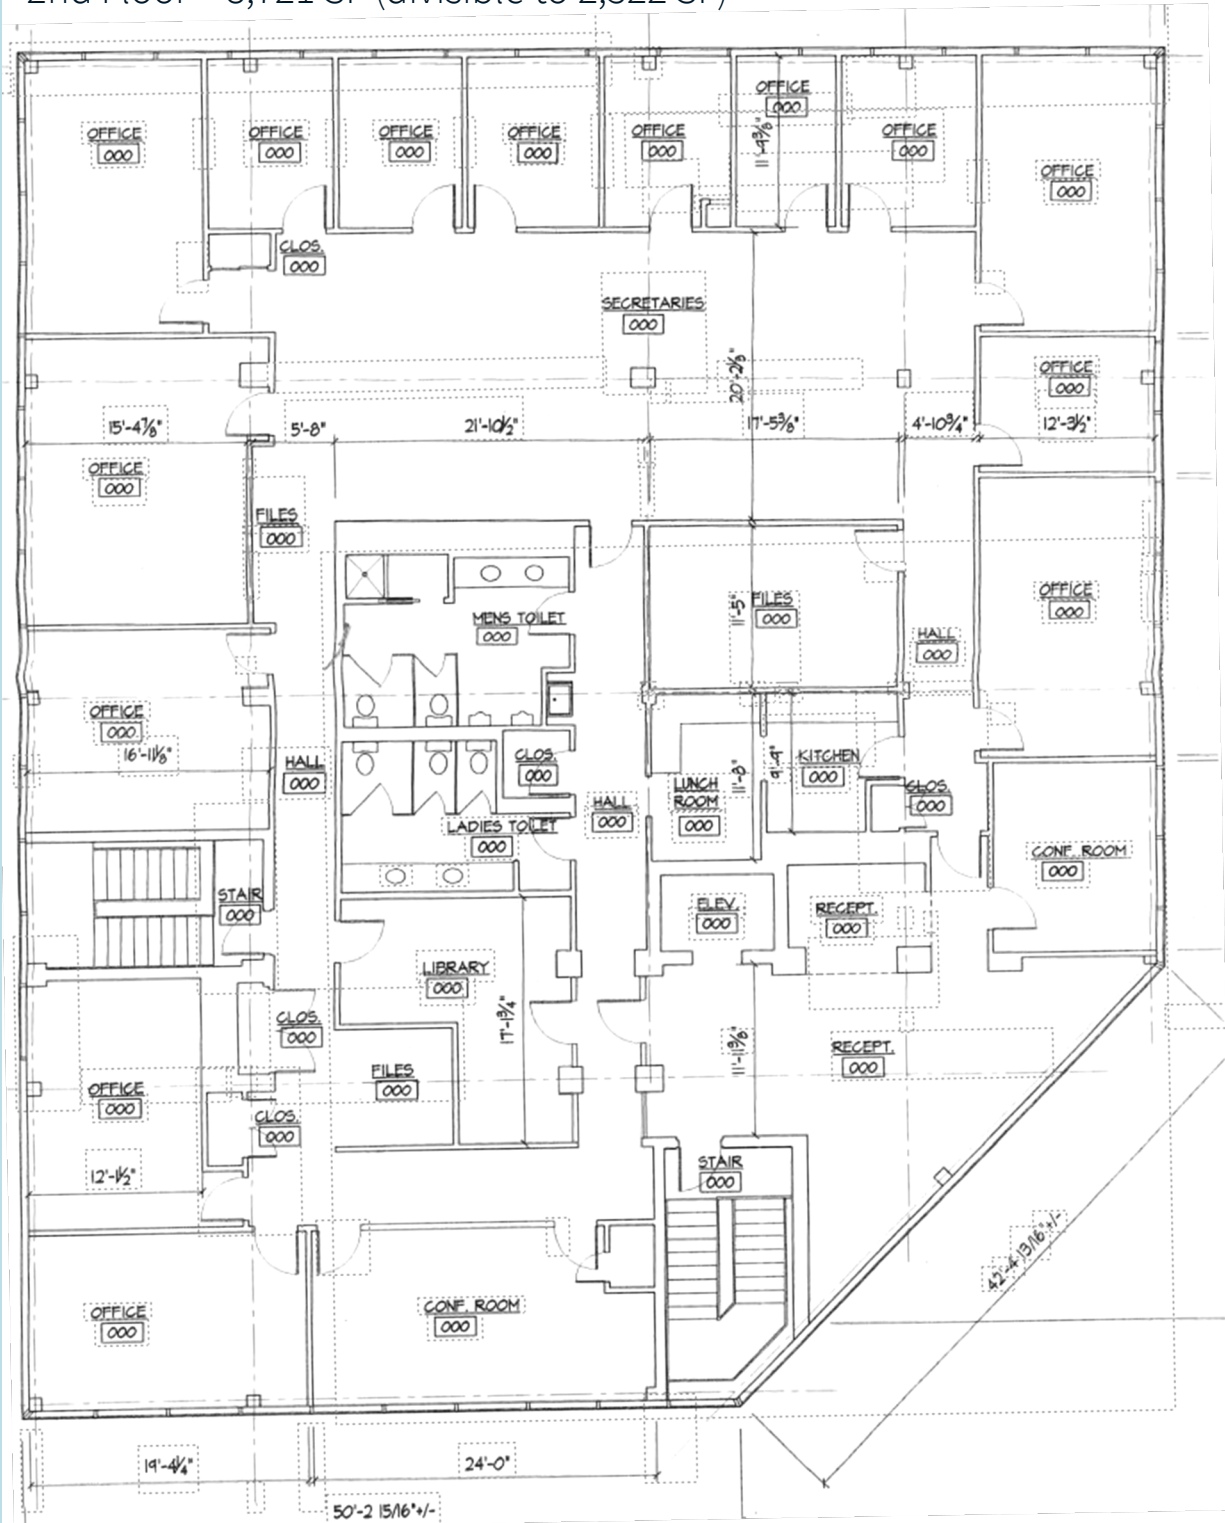 OFFICE
000
OFFICE
000
OFFICE
000
OFFICE
000
OFFICE
000
OFFICE
000
11'-9⅜"
OFFICE
000
OFFICE
000
CLOS.
000
SECRETARIES
000
20'-2⅛"
OFFICE
000
15'-4⅞"
5'-8"
21'-10½"
17'-5⅜"
4'-10¾"
12'-3½"
OFFICE
000
FILES
000
MENS TOILET
000
11'-5"
FILES
000
HALL
000
OFFICE
000
OFFICE
000
16'-11⅛"
HALL
000
CLOS.
000
LADIES TOILET
000
HALL
000
LUNCH
ROOM
000
11'-8"
9'-9"
KITCHEN
000
CLOS.
000
CONF. ROOM
000
STAIR
000
ELEV.
000
RECEPT.
000
LIBRARY
000
17'-1¾"
CLOS.
000
FILES
000
11'-11⅝"
RECEPT.
000
OFFICE
000
CLOS.
000
12'-1½"
STAIR
000
42'-4 13/16"+/-
OFFICE
000
CONF. ROOM
000
19'-4¼"
24'-0"
50'-2 15/16"+/-